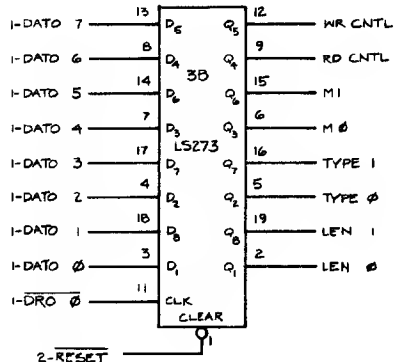 1-DATO 7 13 D5 Q5 12 WR CNTL
1-DATO 6 8 D4 Q4 9 RD CNTL
3B
1-DATO 5 14 D6 Q6 15 M1
1-DATO 4 7 D3 Q3 6 MØ
LS273
1-DATO 3 17 D7 Q7 16 TYPE 1
1-DATO 2 4 D2 Q2 5 TYPE Ø
1-DATO 1 18 D8 Q8 19 LEN 1
1-DATO Ø 3 D1 Q1 2 LEN Ø
1-DRO Ø 11 CLK
CLEAR
1
2-RESET